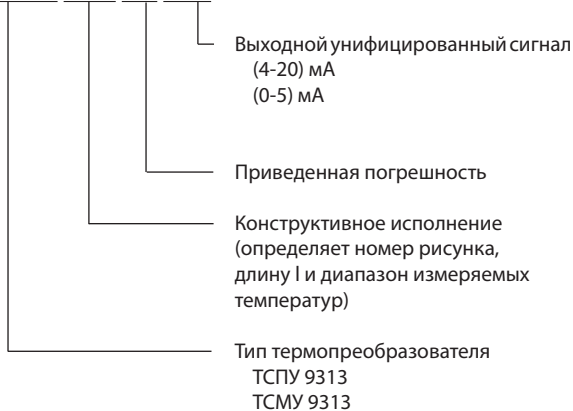 Выходной унифицированный сигнал
(4-20) мА
(0-5) мА
Приведенная погрешность
Конструктивное исполнение
(определяет номер рисунка,
длину l и диапазон измеряемых
температур)
Тип термопреобразователя
ТСПУ 9313
ТСМУ 9313